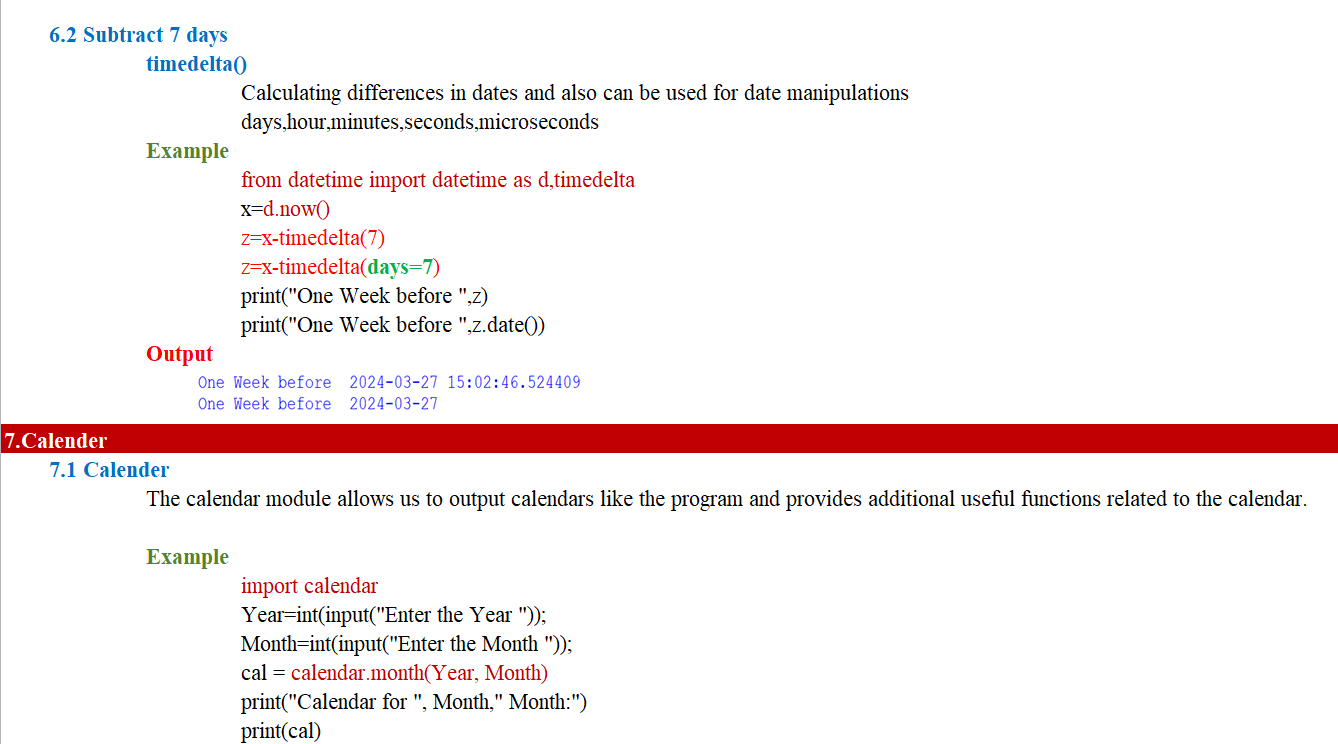 6.2 Subtract 7 days
timedelta()
Calculating differences in dates and also can be used for date manipulations
days,hour,minutes,seconds,microseconds
Example
from datetime import datetime as d,timedelta
x=d.now()
z=x-timedelta(7)
z=x-timedelta(days=7)
print("One Week before ",z)
print("One Week before ",z.date())
Output
One Week before  2024-03-27 15:02:46.524409
One Week before  2024-03-27
7.Calender
7.1 Calender
The calendar module allows us to output calendars like the program and provides additional useful functions related to the calendar.
Example
import calendar
Year=int(input("Enter the Year "));
Month=int(input("Enter the Month "));
cal = calendar.month(Year, Month)
print("Calendar for ", Month," Month:")
print(cal)